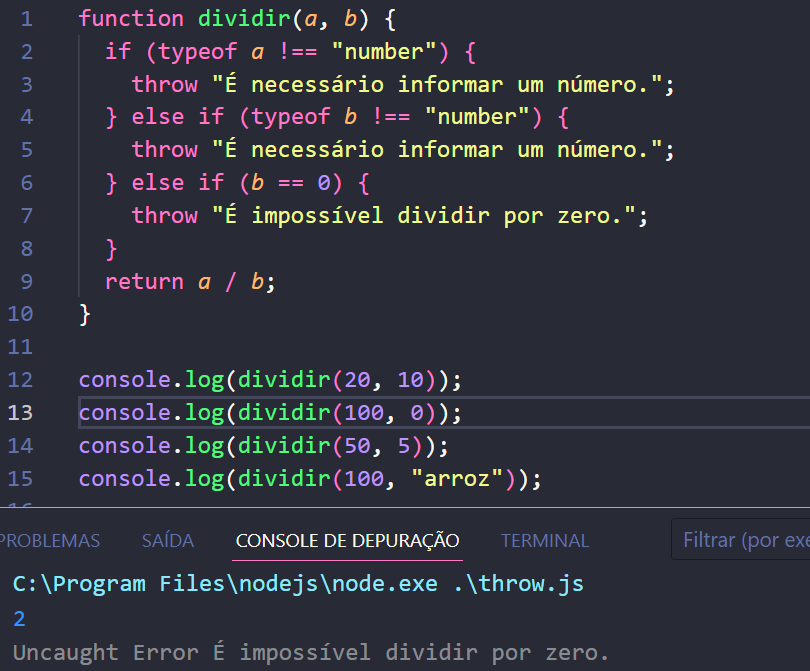 1 function dividir(a, b) {
2 if (typeof a !== "number") {
3 throw "É necessário informar um número.";
4 } else if (typeof b !== "number") {
5 throw "É necessário informar um número.";
6 } else if (b == 0) {
7 throw "É impossível dividir por zero.";
8 }
9 return a / b;
10 }
11
12 console.log(dividir(20, 10));
13 console.log(dividir(100, 0));
14 console.log(dividir(50, 5));
15 console.log(dividir(100, "arroz"));
PROBLEMAS SAÍDA CONSOLE DE DEPURAÇÃO TERMINAL Filtrar (por exe
C:\Program Files\nodejs\node.exe .\throw.js
2
Uncaught Error É impossível dividir por zero.